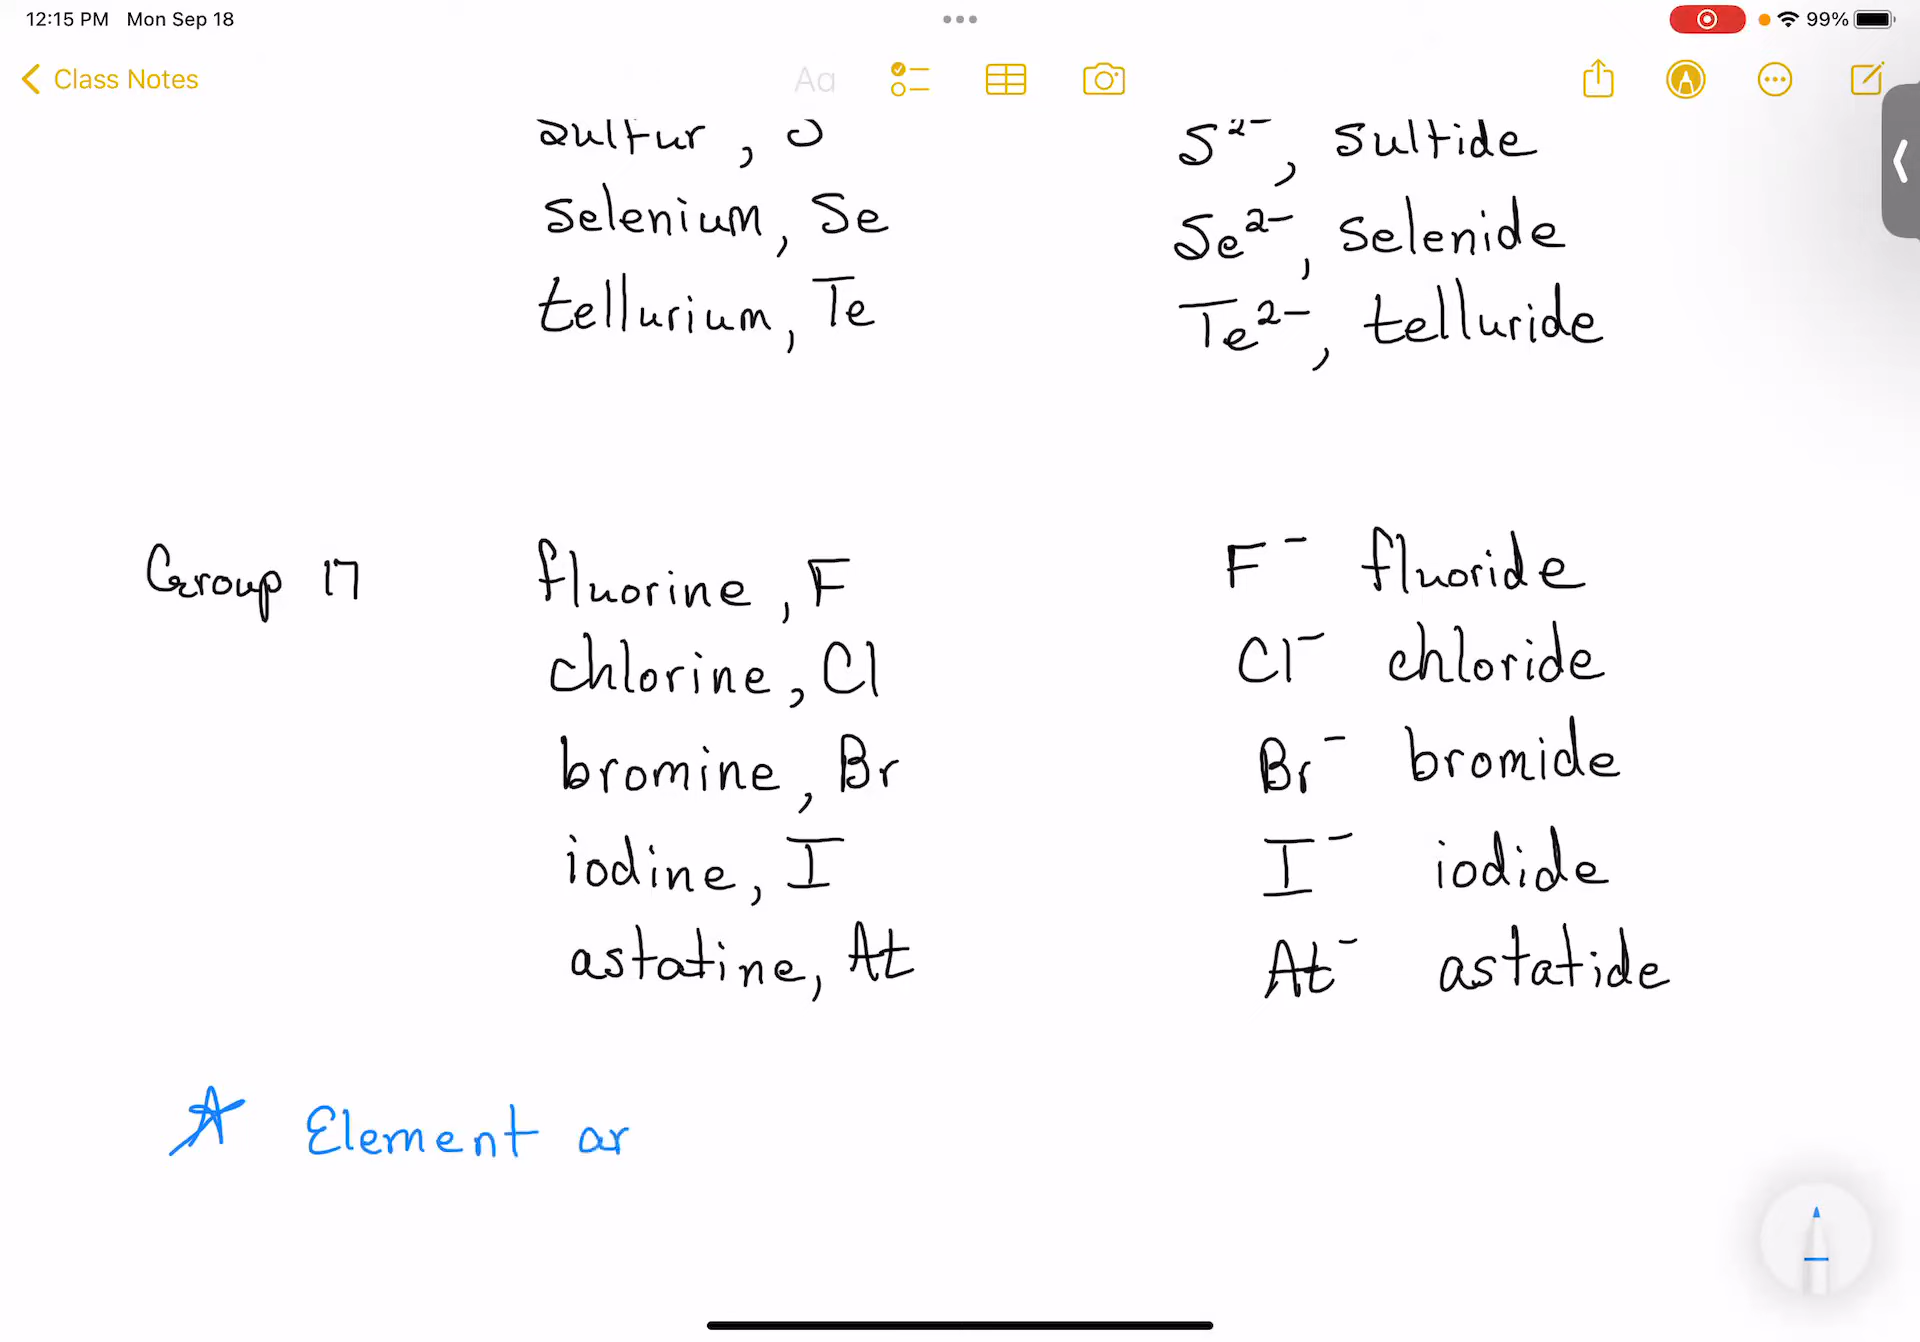 12:15 PM Mon Sep 18 99%
Class Notes Aa
sulfur, S S²⁻, sulfide
selenium, Se Se²⁻, selenide
tellurium, Te Te²⁻, telluride
Group 17 fluorine, F F⁻ fluoride
chlorine, Cl Cl⁻ chloride
bromine, Br Br⁻ bromide
iodine, I I⁻ iodide
astatine, At At⁻ astatide
Element ar